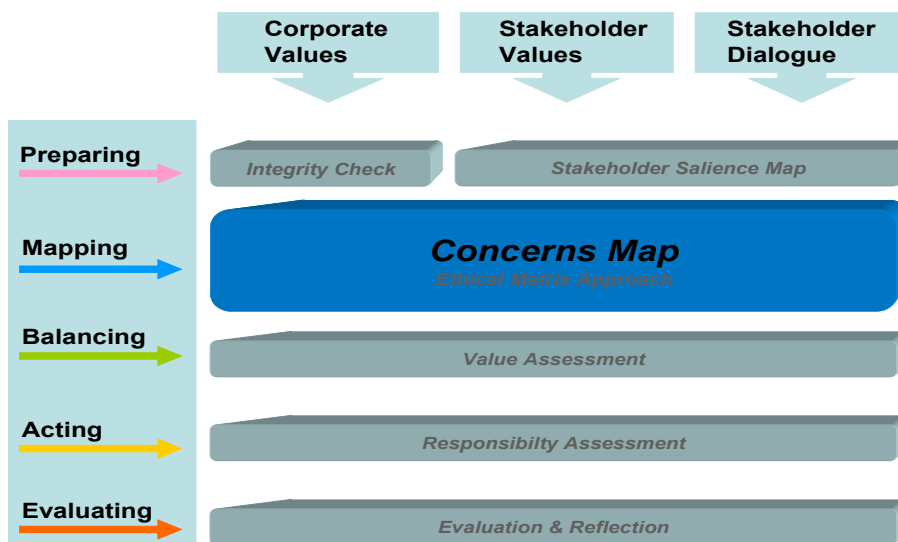 Corporate
Values
Stakeholder
Values
Stakeholder
Dialogue
Preparing
Integrity Check
Stakeholder Salience Map
Mapping
Concerns Map
Ethical Matrix Approach
Balancing
Value Assessment
Acting
Responsibilty Assessment
Evaluating
Evaluation & Reflection